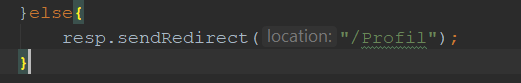 }else{
resp.sendRedirect( location: "/Profil");
}